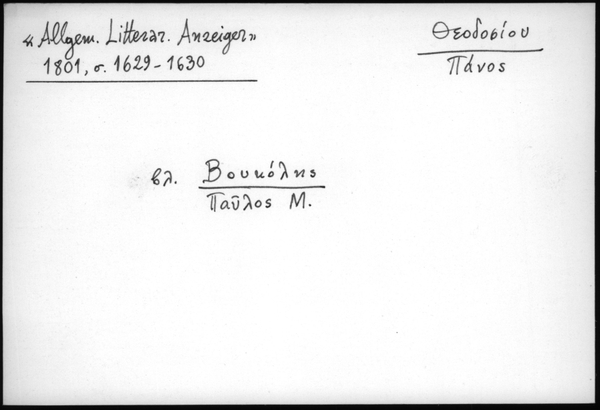 «Allgem. Litterar. Anzeiger»
1801, σ. 1629-1630
Θεοδοσίου
Πάνος
βλ. Βουκόλης
Παῦλος Μ.